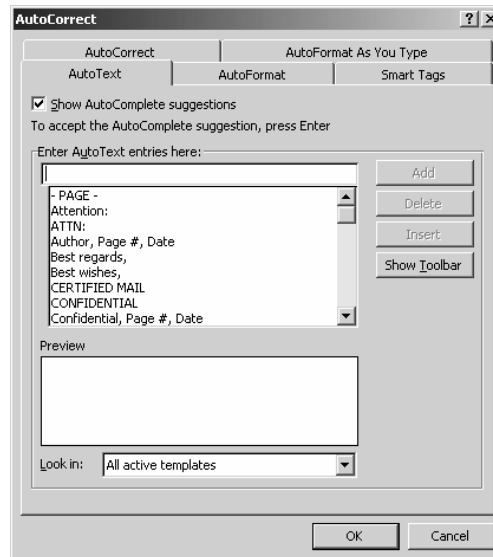 AutoCorrect
AutoCorrect
AutoFormat As You Type
AutoText
AutoFormat
Smart Tags
Show AutoComplete suggestions
To accept the AutoComplete suggestion, press Enter
Enter AutoText entries here:
- PAGE -
Attention:
ATTN:
Author, Page #, Date
Best regards,
Best wishes,
CERTIFIED MAIL
CONFIDENTIAL
Confidential, Page #, Date
Add
Delete
Insert
Show Toolbar
Preview
Look in:
All active templates
OK
Cancel